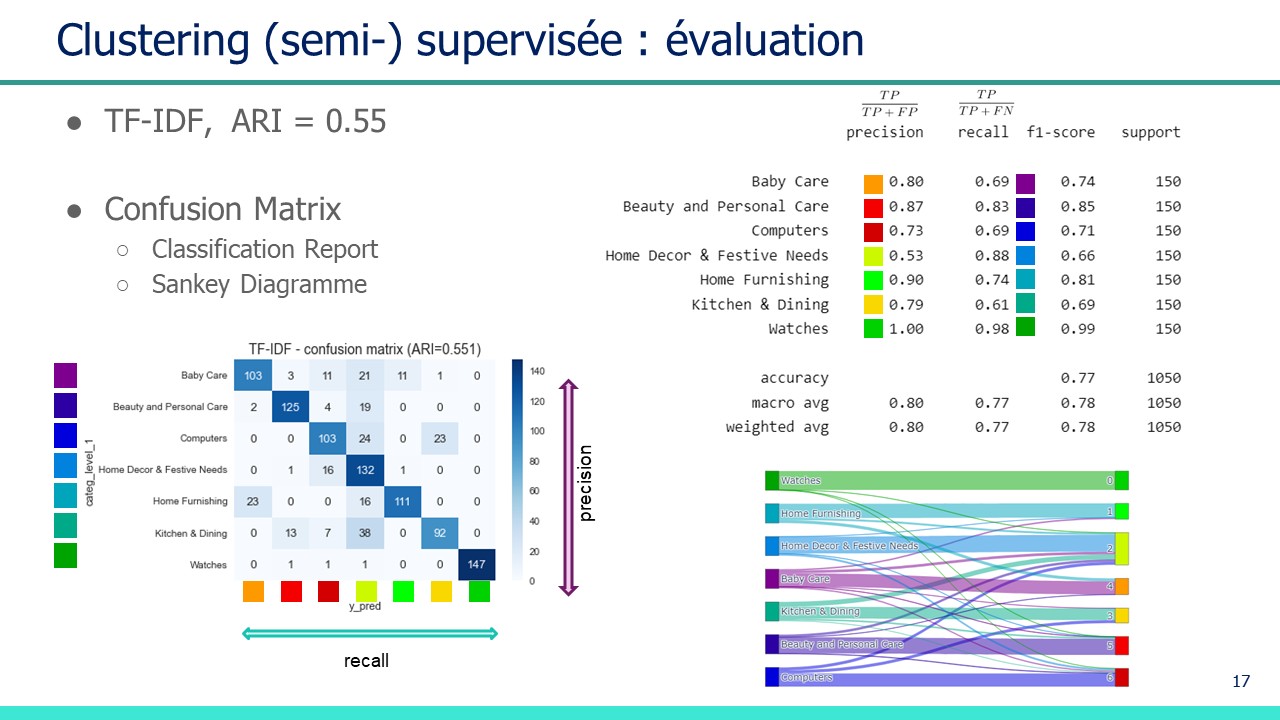 Clustering (semi-) supervisée : évaluation
● TF-IDF, ARI = 0.55
● Confusion Matrix
○ Classification Report
○ Sankey Diagramme
TP / TP + FP
TP / TP + FN
precision recall f1-score support
Baby Care 0.80 0.69 0.74 150
Beauty and Personal Care 0.87 0.83 0.85 150
Computers 0.73 0.69 0.71 150
Home Decor & Festive Needs 0.53 0.88 0.66 150
Home Furnishing 0.90 0.74 0.81 150
Kitchen & Dining 0.79 0.61 0.69 150
Watches 1.00 0.98 0.99 150
accuracy 0.77 1050
macro avg 0.80 0.77 0.78 1050
weighted avg 0.80 0.77 0.78 1050
TF-IDF - confusion matrix (ARI=0.551)
categ_level_1
Baby Care 103 3 11 21 11 1 0
Beauty and Personal Care 2 125 4 19 0 0 0
Computers 0 0 103 24 0 23 0
Home Decor & Festive Needs 0 1 16 132 1 0 0
Home Furnishing 23 0 0 16 111 0 0
Kitchen & Dining 0 13 7 38 0 92 0
Watches 0 1 1 1 0 0 147
y_pred
140
120
100
80
60
40
20
0
precision
recall
Watches 0
Home Furnishing 1
Home Decor & Festive Needs 2
Baby Care 4
Kitchen & Dining 3
Beauty and Personal Care 5
Computers 6
17